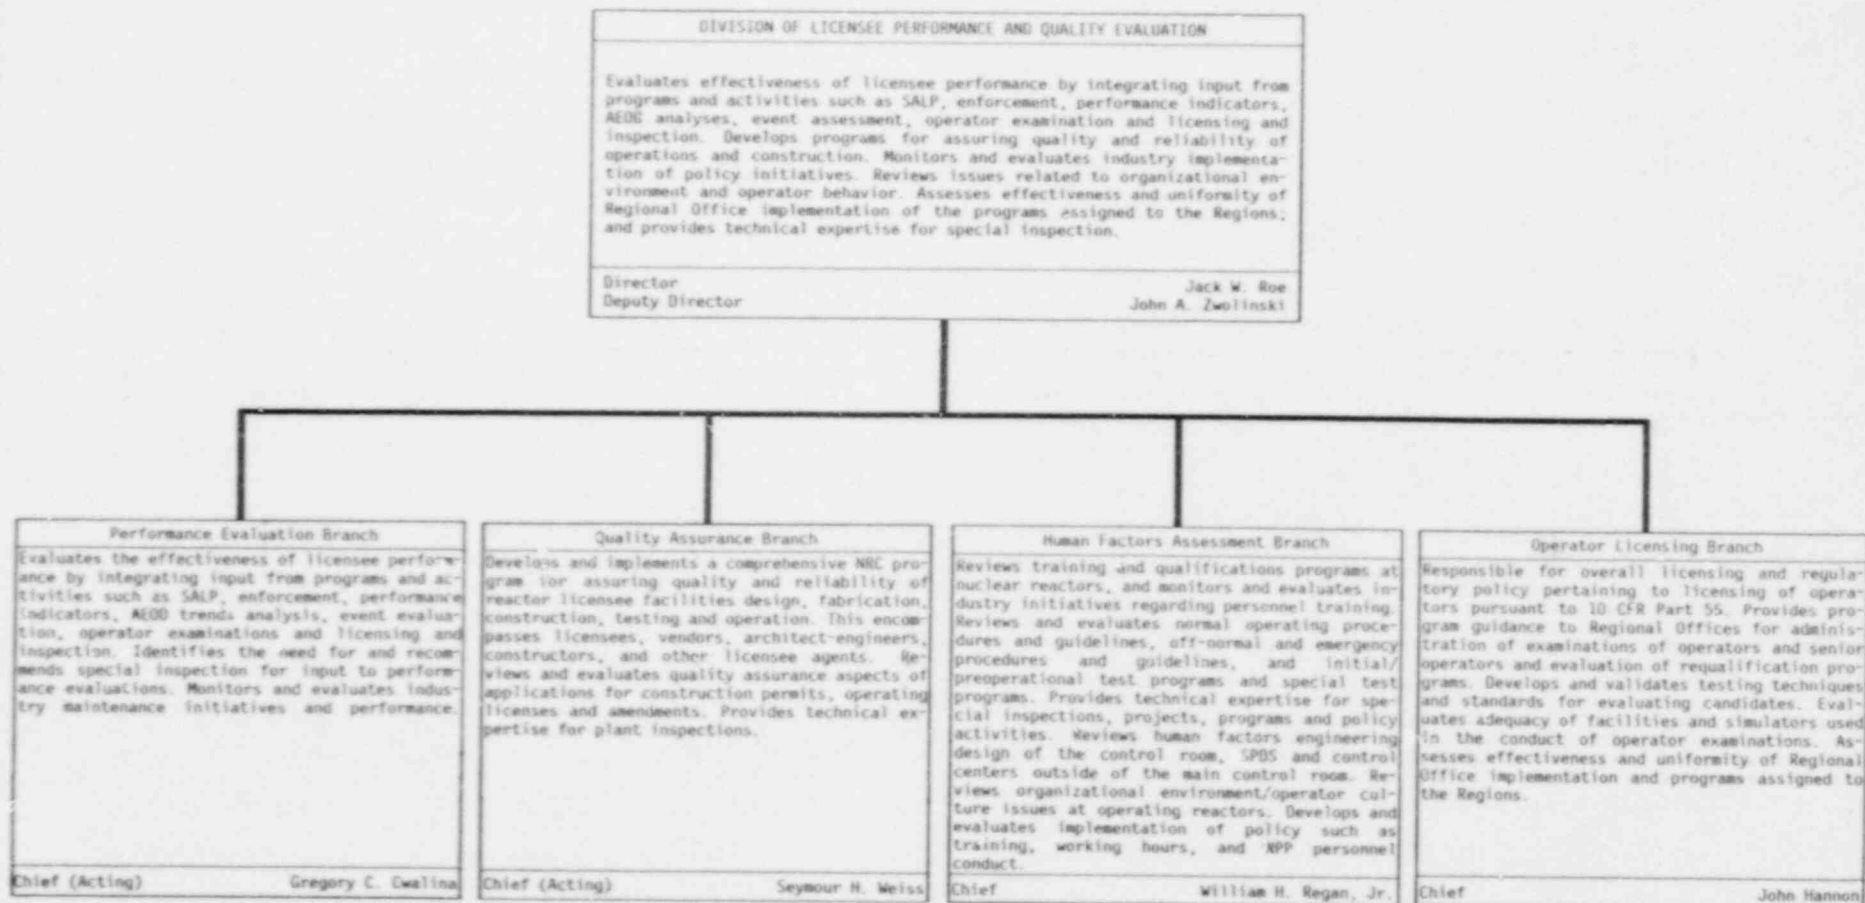 DIVISION OF LICENSEE PERFORMANCE AND QUALITY EVALUATION
Evaluates effectiveness of licensee performance by integrating input from
programs and activities such as SALP, enforcement, performance indicators,
AEOD analyses, event assessment, operator examination and licensing and
inspection. Develops programs for assuring quality and reliability of
operations and construction. Monitors and evaluates industry implementa-
tion of policy initiatives. Reviews issues related to organizational en-
vironment and operator behavior. Assesses effectiveness and uniformity of
Regional Office implementation of the programs assigned to the Regions;
and provides technical expertise for special inspection.
Director Jack W. Roe
Deputy Director John A. Zwolinski
Performance Evaluation Branch
Evaluates the effectiveness of licensee perform-
ance by integrating input from programs and ac-
tivities such as SALP, enforcement, performance
indicators, AEOD trends analysis, event evalua-
tion, operator examinations and licensing and
inspection. Identifies the need for and recom-
mends special inspection for input to perform-
ance evaluations. Monitors and evaluates indus-
try maintenance initiatives and performance.
Chief (Acting) Gregory C. Cwalina
Quality Assurance Branch
Develops and implements a comprehensive NRC pro-
gram for assuring quality and reliability of
reactor licensee facilities design, fabrication,
construction, testing and operation. This encom-
passes licensees, vendors, architect-engineers,
constructors, and other licensee agents. Re-
views and evaluates quality assurance aspects of
applications for construction permits, operating
licenses and amendments. Provides technical ex-
pertise for plant inspections.
Chief (Acting) Seymour H. Weiss
Human Factors Assessment Branch
Reviews training and qualifications programs at
nuclear reactors, and monitors and evaluates in-
dustry initiatives regarding personnel training.
Reviews and evaluates normal operating proce-
dures and guidelines, off-normal and emergency
procedures and guidelines, and initial/
preoperational test programs and special test
programs. Provides technical expertise for spe-
cial inspections, projects, programs and policy
activities. Reviews human factors engineering
design of the control room, SPDS and control
centers outside of the main control room. Re-
views organizational environment/operator cul-
ture issues at operating reactors. Develops and
evaluates implementation of policy such as
training, working hours, and NPP personnel
conduct.
Chief William H. Regan, Jr.
Operator Licensing Branch
Responsible for overall licensing and regula-
tory policy pertaining to licensing of opera-
tors pursuant to 10 CFR Part 55. Provides pro-
gram guidance to Regional Offices for adminis-
tration of examinations of operators and senior
operators and evaluation of requalification pro-
grams. Develops and validates testing techniques
and standards for evaluating candidates. Eval-
uates adequacy of facilities and simulators used
in the conduct of operator examinations. As-
sesses effectiveness and uniformity of Regional
Office implementation and programs assigned to
the Regions.
Chief John Hannon